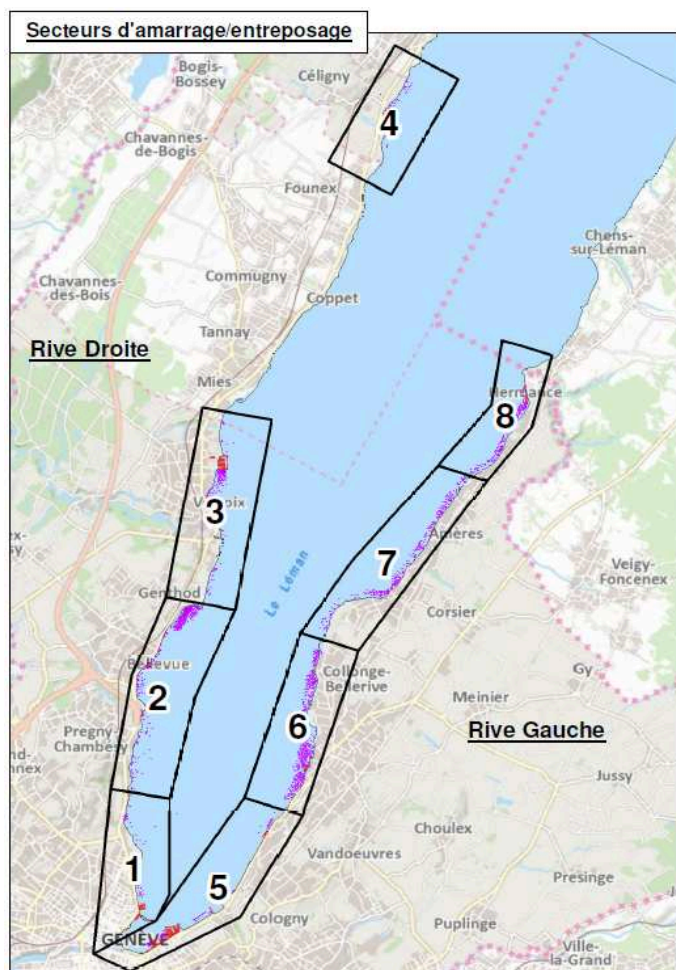 Secteurs d'amarrage/entreposage
Bogis-
Bossey
Céligny
4
Chavannes-
de-Bogis
Founex
Chens-
sur-Léman
Chavannes-
des-Bois
Commugny
Coppet
Tannay
Rive Droite
Mies
Hermance
8
3
7
Anières
Le Léman
Veigy-
Foncenex
Genthod
Corsier
Bellevue
2
Collonge-
Bellerive
Gy
Meinier
6
Rive Gauche
Pregny-
Chambésy
Jussy
Choulex
1
Vandoeuvres
5
Presinge
Cologny
Puplinge
GENÈVE
Ville-
la-Grand